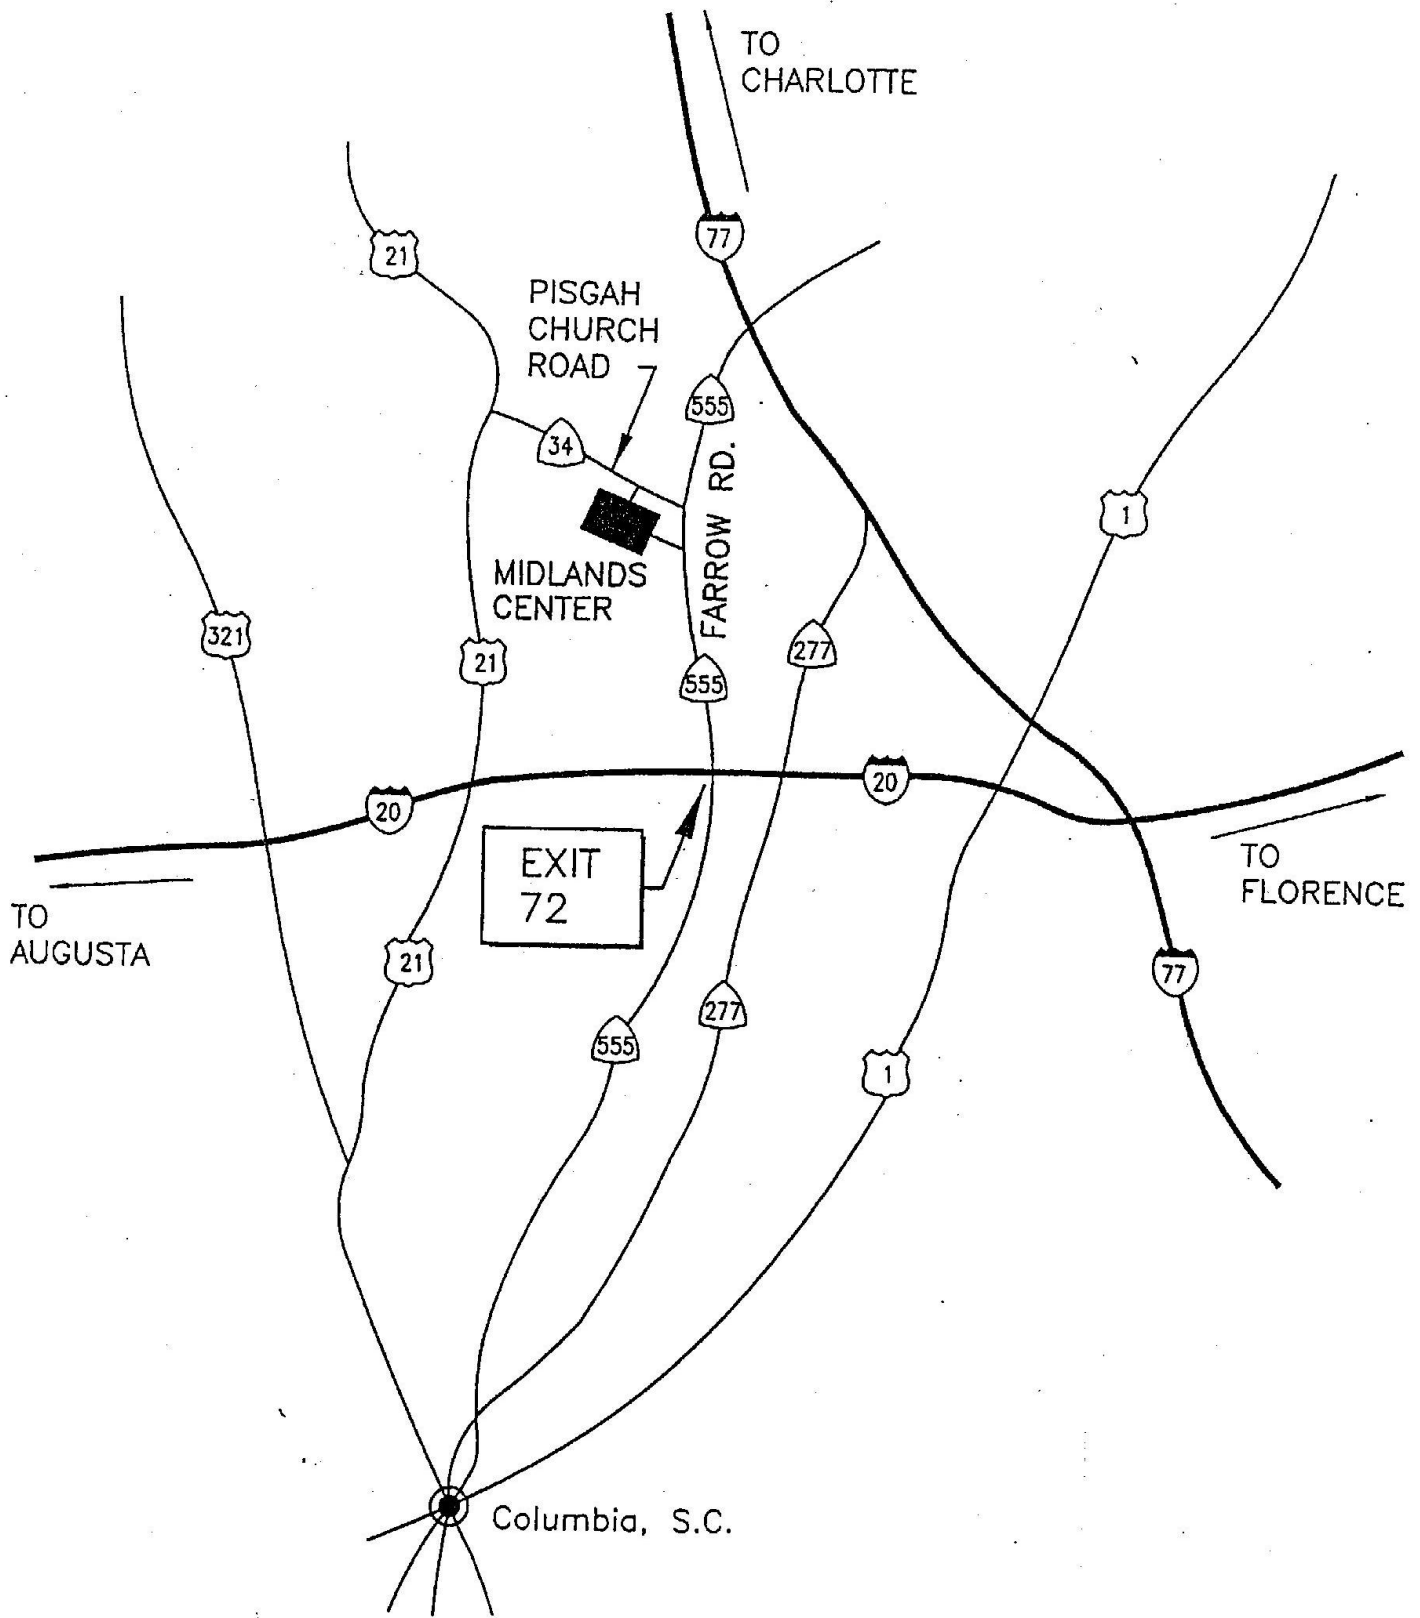 TO
CHARLOTTE
77
21
PISGAH
CHURCH
ROAD
555
34
FARROW RD.
1
MIDLANDS
CENTER
321
21
277
555
20
20
EXIT
72
TO
FLORENCE
TO
AUGUSTA
21
77
277
555
1
Columbia, S.C.